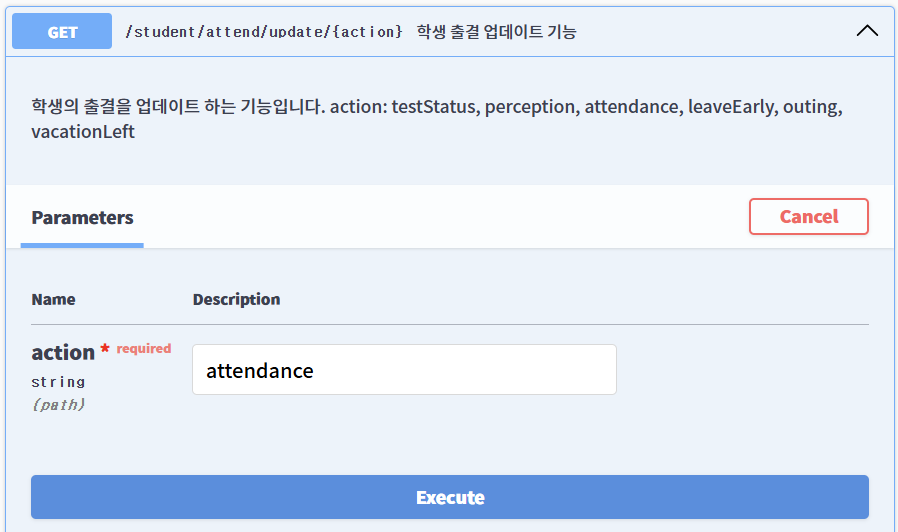 GET /student/attend/update/{action} 학생 출결 업데이트 기능
학생의 출결을 업데이트 하는 기능입니다. action: testStatus, perception, attendance, leaveEarly, outing,
vacationLeft
Parameters
Cancel
Name Description
action * required
attendance
string
(path)
Execute